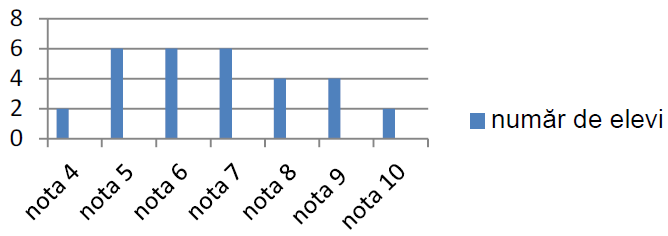 8
6
4
2
0
nota 4
nota 5
nota 6
nota 7
nota 8
nota 9
nota 10
număr de elevi